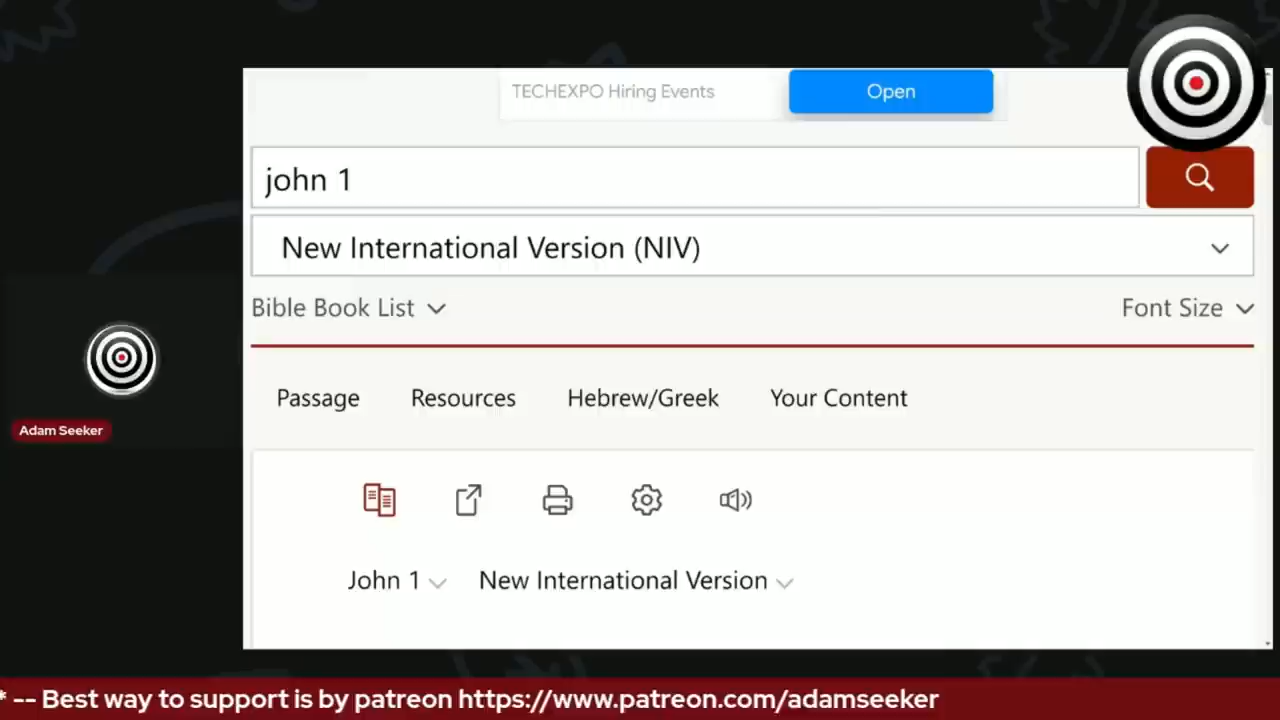 TECHEXPO Hiring Events
Open
john 1
New International Version (NIV)
Bible Book List
Font Size
Passage Resources Hebrew/Greek Your Content
Adam Seeker
John 1 New International Version
* -- Best way to support is by patreon https://www.patreon.com/adamseeker